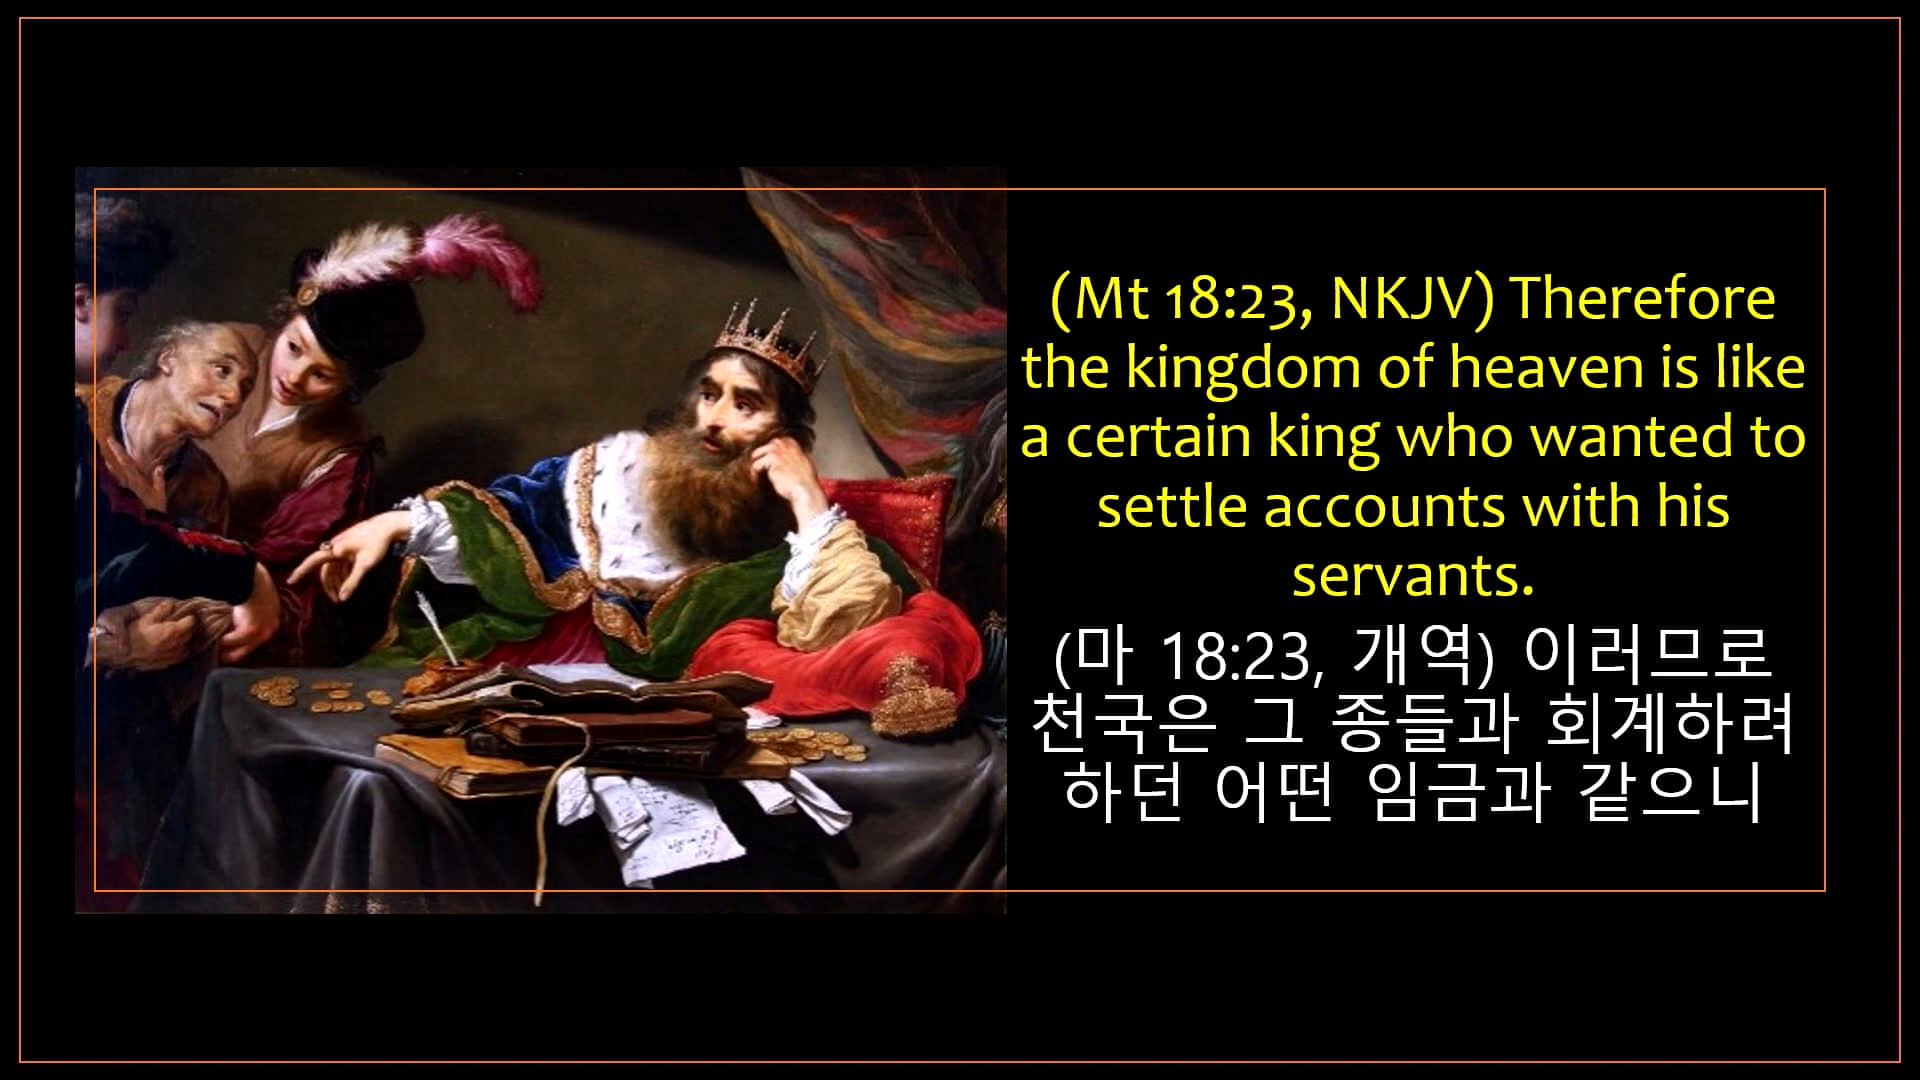 (Mt 18:23, NKJV) Therefore
the kingdom of heaven is like
a certain king who wanted to
settle accounts with his
servants.
(마 18:23, 개역) 이러므로
천국은 그 종들과 회계하려
하던 어떤 임금과 같으니